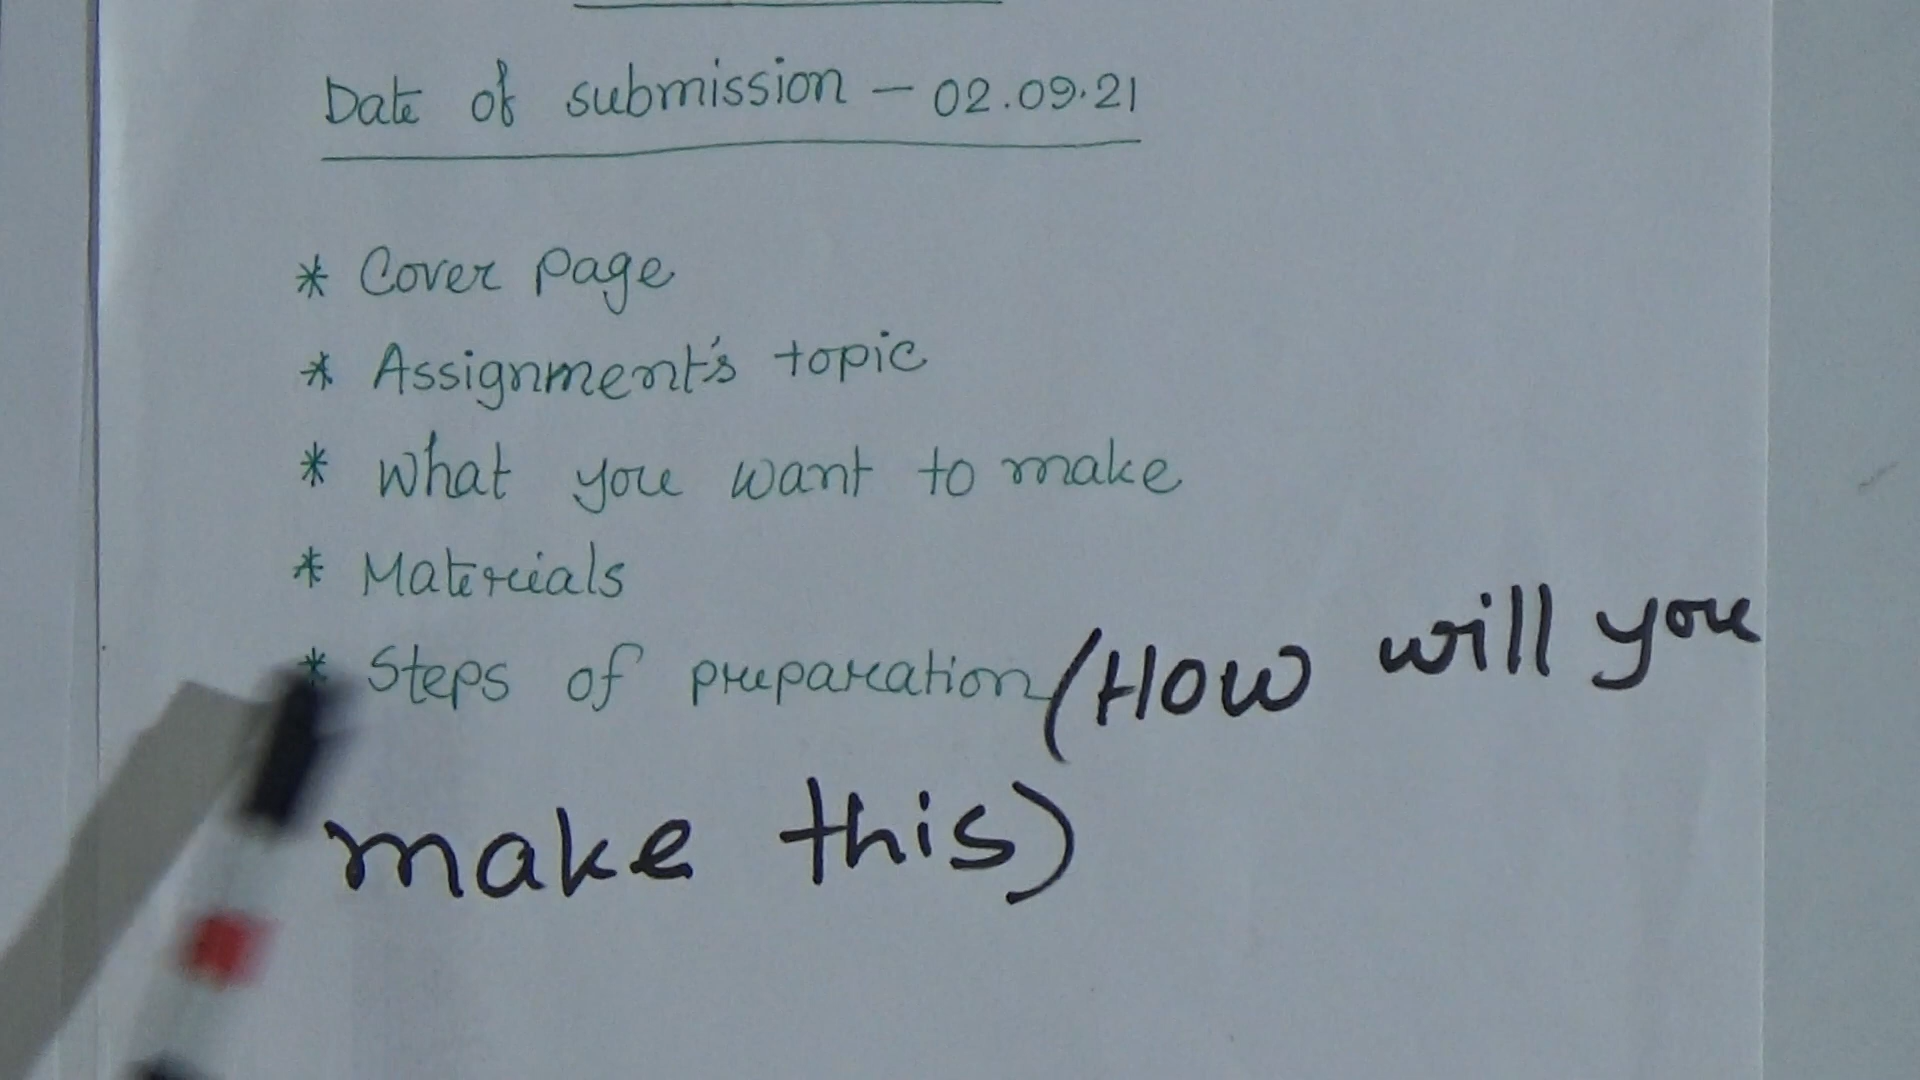 Date of submission - 02.09.21
* Cover page
* Assignment's topic
* What you want to make
* Materials
* Steps of preparation (How will you
make this)